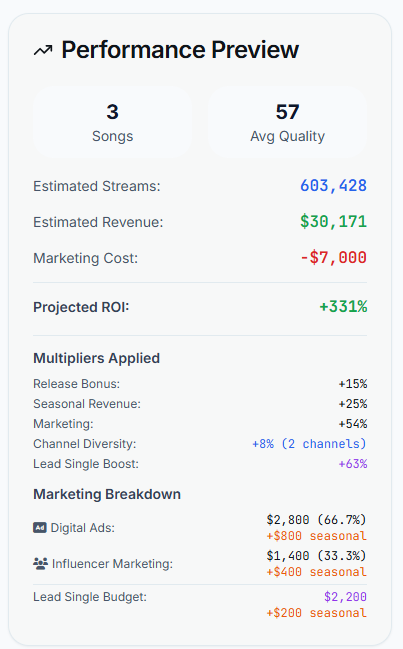 Performance Preview
3
Songs
57
Avg Quality
Estimated Streams: 603,428
Estimated Revenue: $30,171
Marketing Cost: -$7,000
Projected ROI: +331%
Multipliers Applied
Release Bonus: +15%
Seasonal Revenue: +25%
Marketing: +54%
Channel Diversity: +8% (2 channels)
Lead Single Boost: +63%
Marketing Breakdown
Ad Digital Ads: $2,800 (66.7%)
+$800 seasonal
Influencer Marketing: $1,400 (33.3%)
+$400 seasonal
Lead Single Budget: $2,200
+$200 seasonal